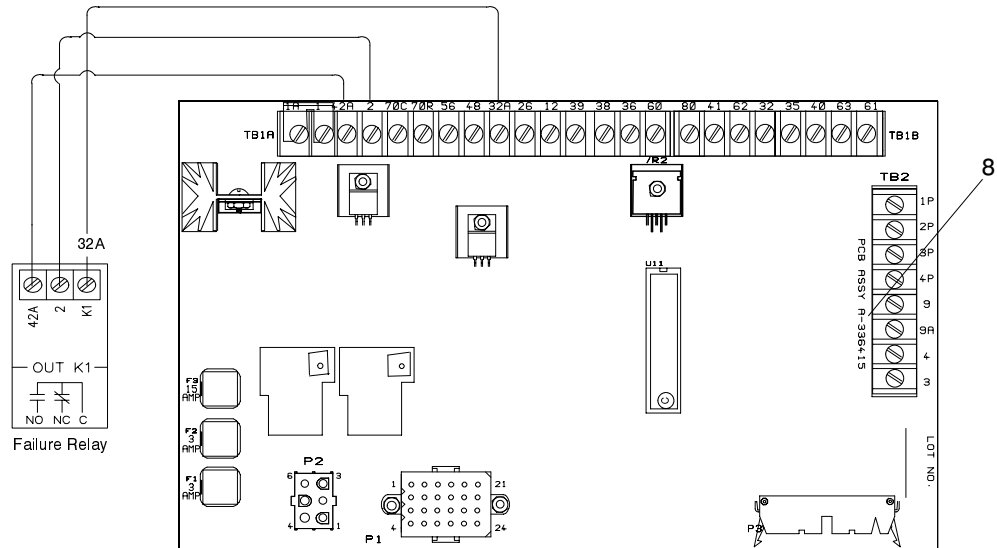 1A 1 42A 2 70C 70R 56 48 32A 26 12 39 38 36 60 80 41 62 32 35 40 63 61
TB1A
TB1B
/R2
TB2
8
1P
2P
3P
4P
9
9A
4
3
PCB ASSY A-336415
U11
32A
42A 2 K1
OUT K1
NO NC C
Failure Relay
F3
15
AMP
F2
3
AMP
F1
3
AMP
P2
6 3
4 1
P1
1 21
4 24
P3
LOT NO.
C